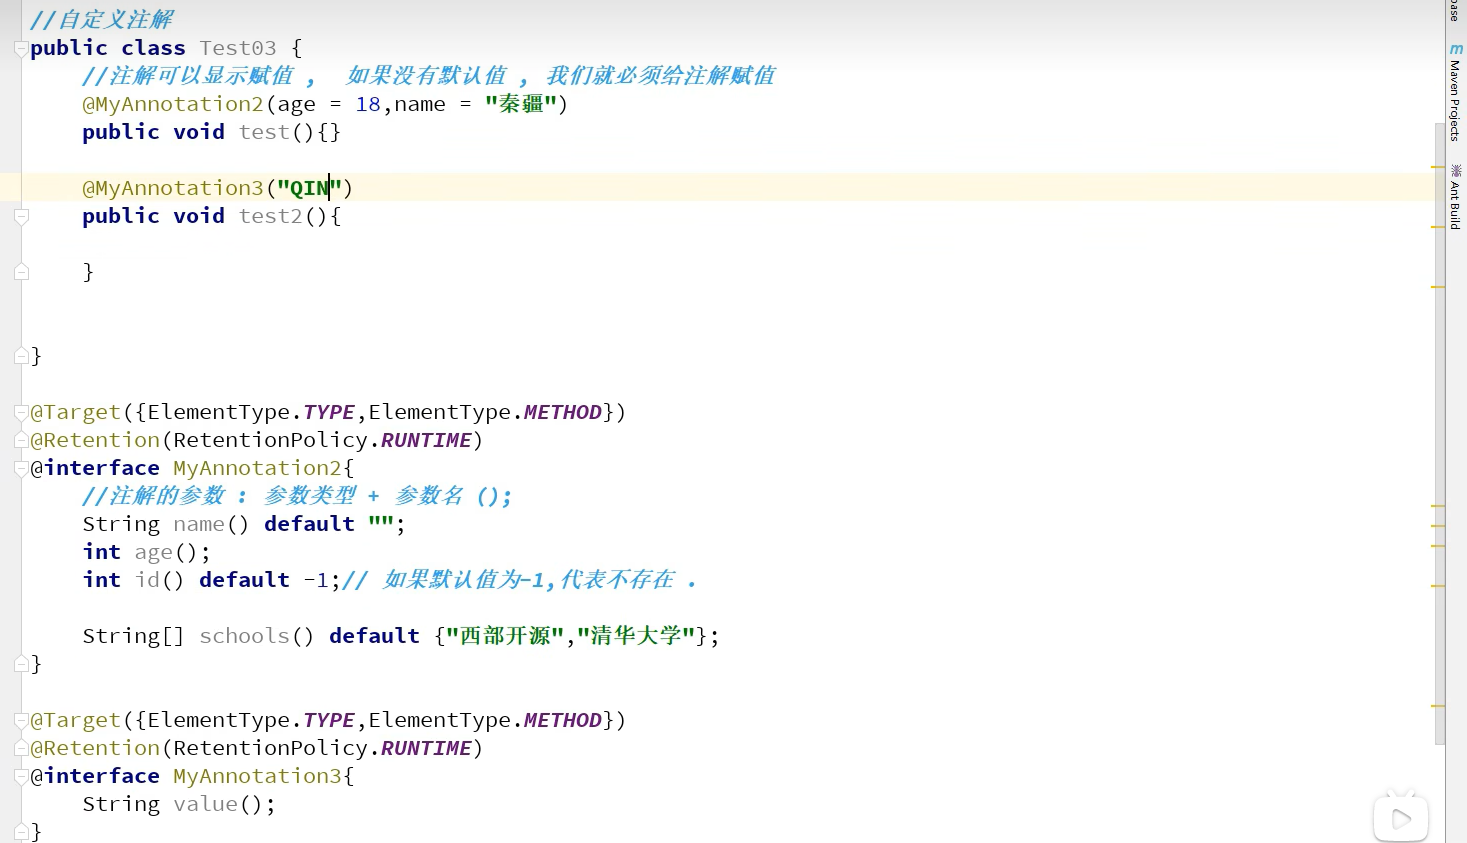 //自定义注解
public class Test03 {
//注解可以显示赋值 ， 如果没有默认值 ，我们就必须给注解赋值
@MyAnnotation2(age = 18,name = "秦疆")
public void test(){}
@MyAnnotation3("QIN")
public void test2(){
}
}
@Target({ElementType.TYPE,ElementType.METHOD})
@Retention(RetentionPolicy.RUNTIME)
@interface MyAnnotation2{
//注解的参数 : 参数类型 + 参数名 ();
String name() default "";
int age();
int id() default -1;// 如果默认值为-1,代表不存在 .
String[] schools() default {"西部开源","清华大学"};
}
@Target({ElementType.TYPE,ElementType.METHOD})
@Retention(RetentionPolicy.RUNTIME)
@interface MyAnnotation3{
String value();
}
m Maven Projects
Ant Build